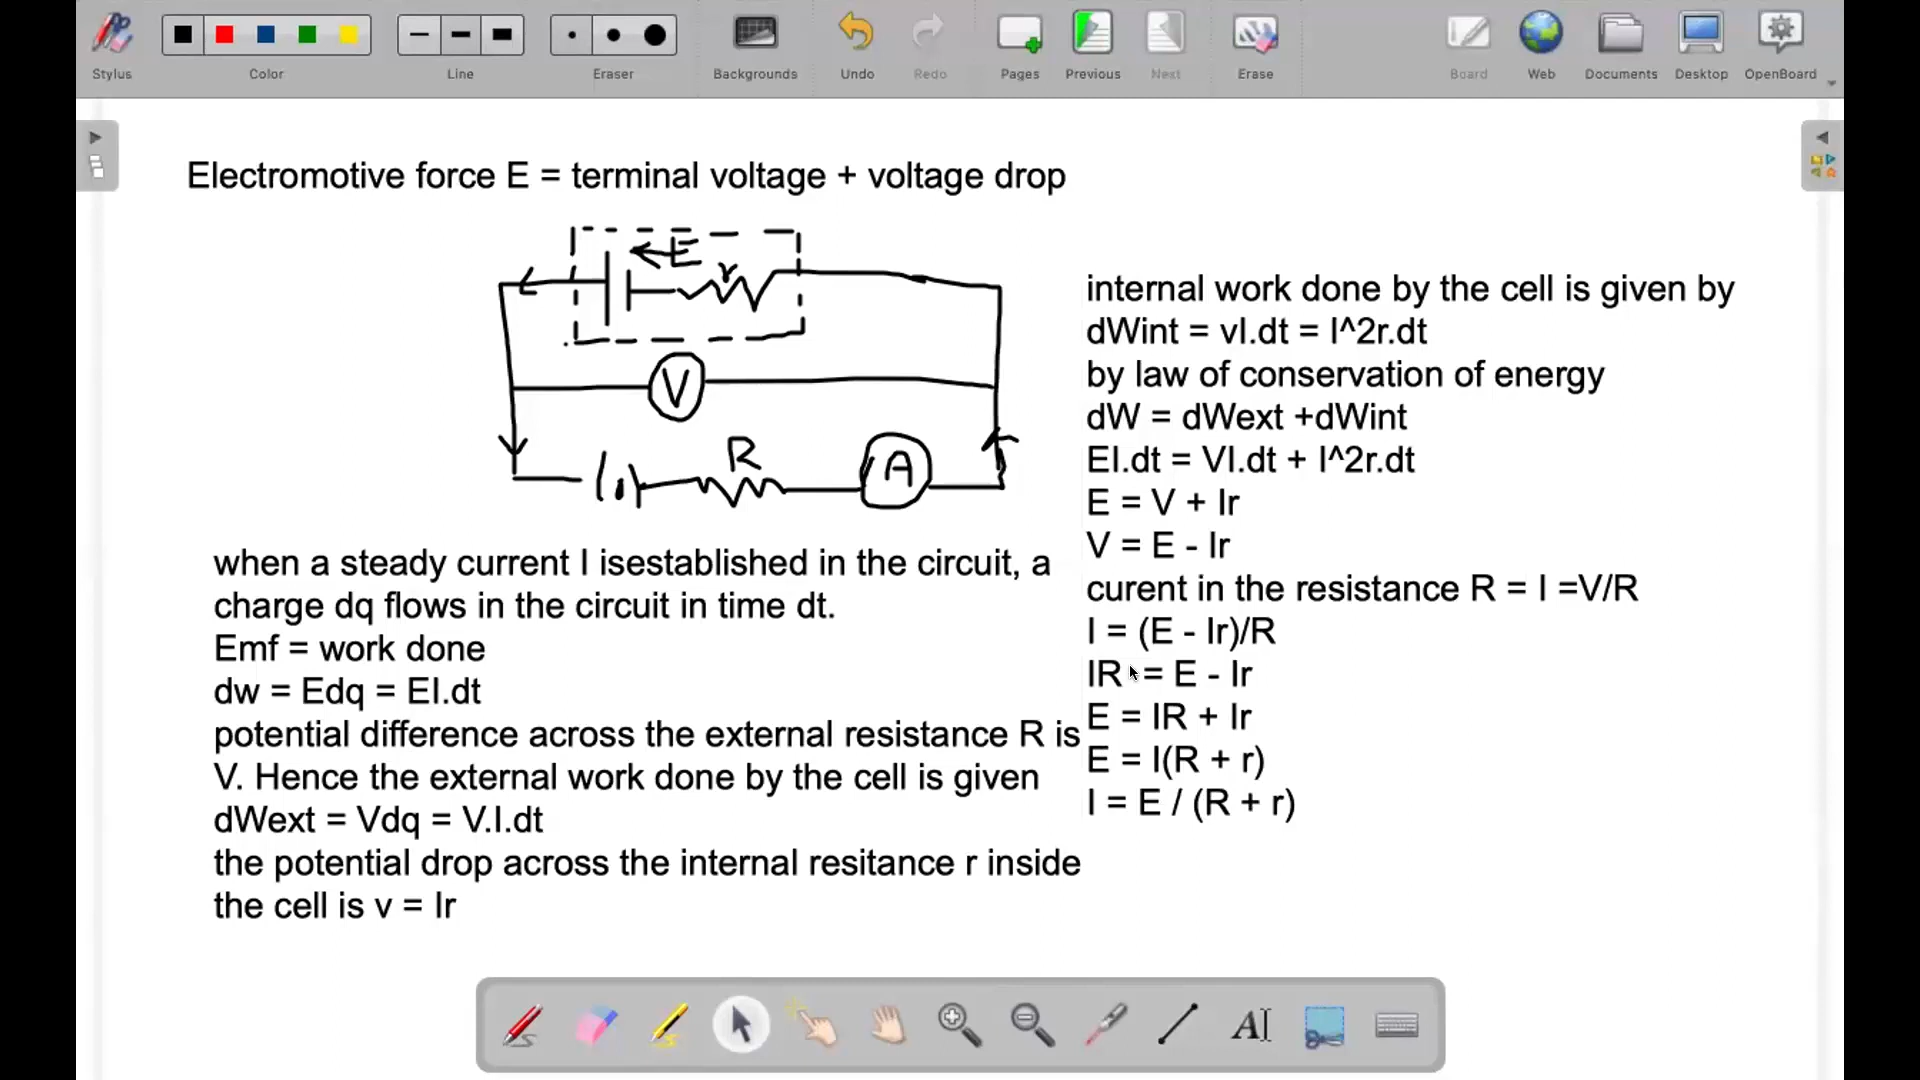 Stylus
Color
Line
Eraser
Backgrounds
Undo
Redo
Pages
Previous
Next
Erase
Board
Web
Documents
Desktop
OpenBoard
Electromotive force E = terminal voltage + voltage drop
E
r
V
R
A
when a steady current I isestablished in the circuit, a
charge dq flows in the circuit in time dt.
Emf = work done
dw = Edq = EI.dt
potential difference across the external resistance R is
V. Hence the external work done by the cell is given
dWext = Vdq = V.I.dt
the potential drop across the internal resitance r inside
the cell is v = Ir
internal work done by the cell is given by
dWint = vI.dt = I^2r.dt
by law of conservation of energy
dW = dWext +dWint
EI.dt = VI.dt + I^2r.dt
E = V + Ir
V = E - Ir
curent in the resistance R = I =V/R
I = (E - Ir)/R
IR = E - Ir
E = IR + Ir
E = I(R + r)
I = E / (R + r)
AI